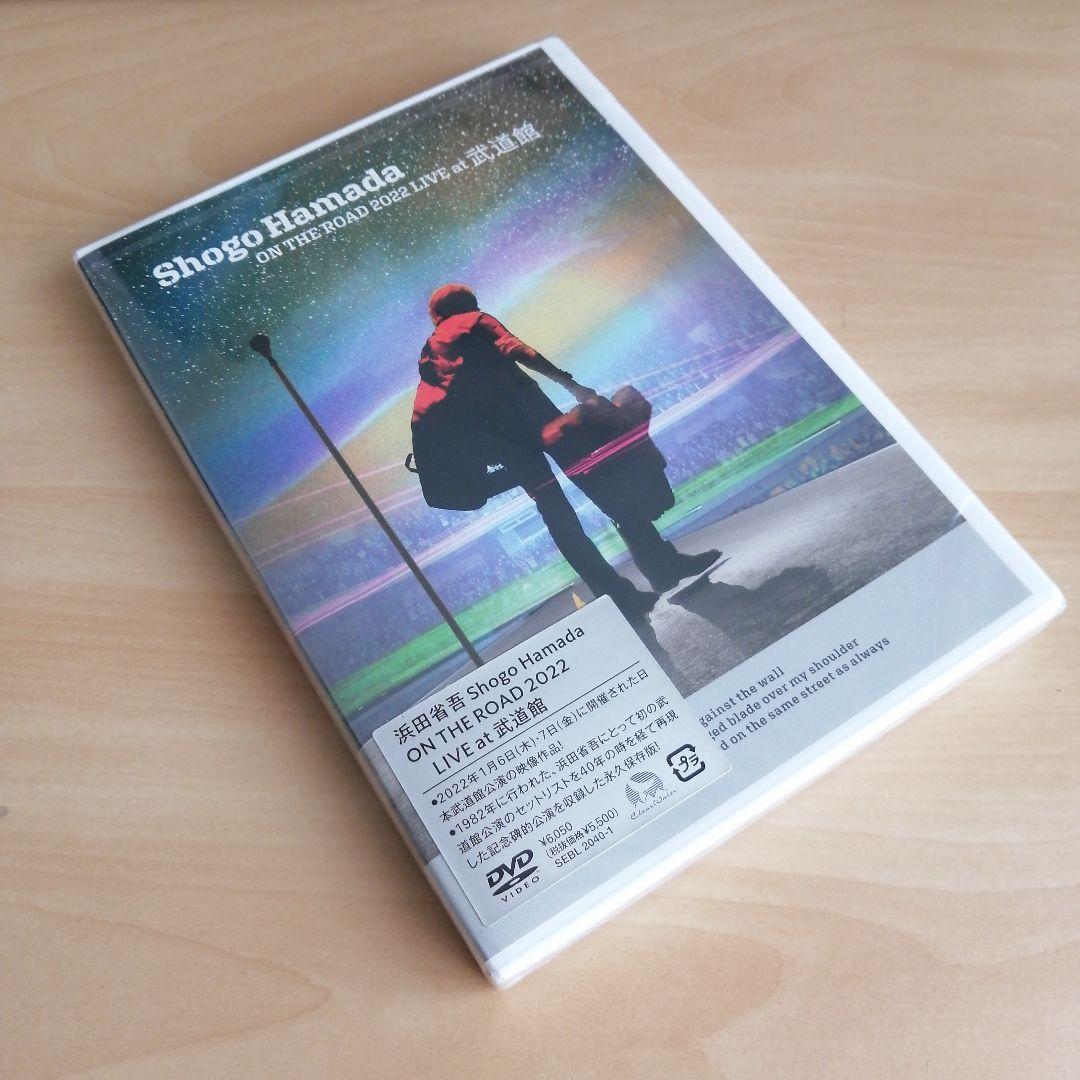 Shogo Hamada
ON THE ROAD 2022 LIVE at 武道館
against the wall
blade over my shoulder
on the same street as always
浜田省吾 Shogo Hamada
ON THE ROAD 2022
LIVE at 武道館
●2022年1月6日(木)・7日(金)に開催された日
本武道館公演の映像作品!
●1982年に行われた、浜田省吾にとって初の武
道館公演のセットリストを40年の時を経て再現
した記念碑的公演を収録した永久保存版!
DVD
VIDEO
¥6,050
(税抜価格¥5,500)
SEBL 2040-1
プラ